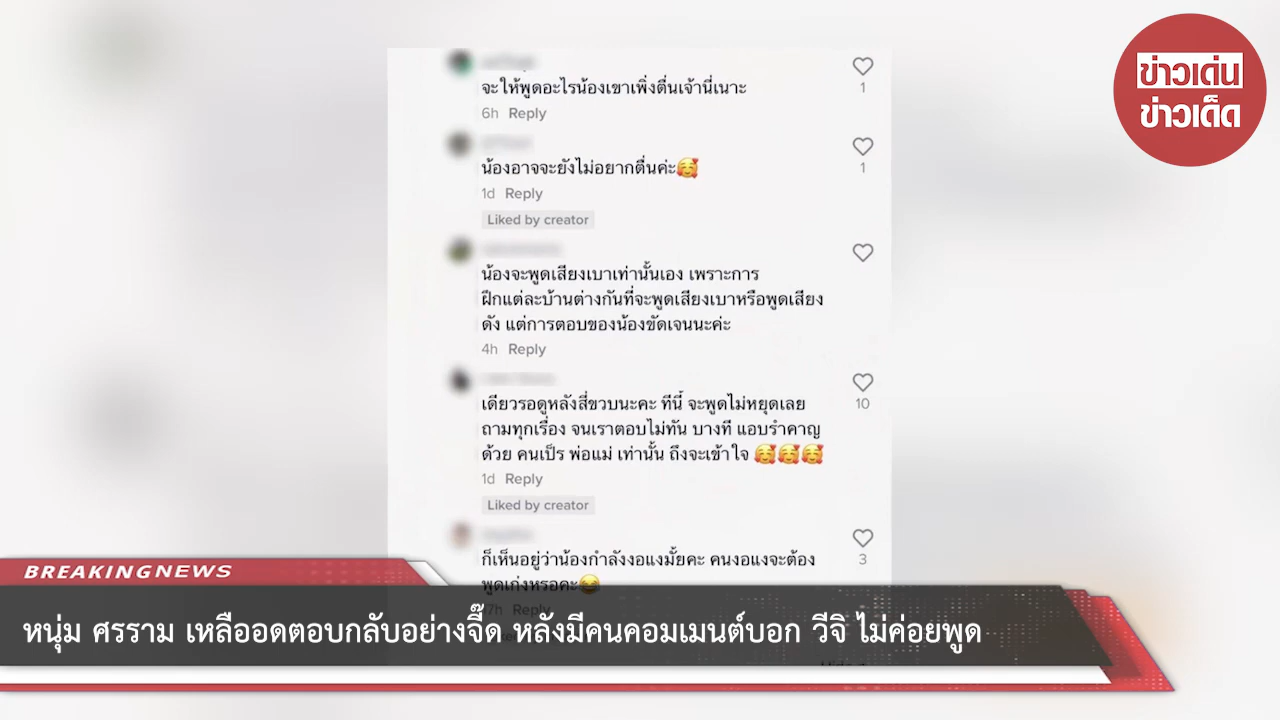 ข่าวเด่น
ข่าวเด็ด
จะให้พูดอะไรน้องเขาเพิ่งตื่นเจ้านี่เนาะ
1
6h Reply
น้องอาจจะยังไม่อยากตื่นค่ะ🥰
1
1d Reply
Liked by creator
น้องจะพูดเสียงเบาเท่านั้นเอง เพราะการ
ฝึกแต่ละบ้านต่างกันที่จะพูดเสียงเบาหรือพูดเสียง
ดัง แต่การตอบของน้องชัดเจนนะค่ะ
4h Reply
เดียวรอดูหลังสี่ขวบนะคะ ทีนี้ จะพูดไม่หยุดเลย
10
ถามทุกเรื่อง จนเราตอบไม่ทัน บางที แอบรำคาญ
ด้วย คนเป็ร พ่อแม่ เท่านั้น ถึงจะเข้าใจ 🥰🥰🥰
1d Reply
Liked by creator
ก็เห็นอยู่ว่าน้องกำลังงอแงมั้ยคะ คนงอแงจะต้อง
3
พูดเก่งหรอคะ😂
Reply
BREAKING NEWS
หนุ่ม ศรราม เหลืออดตอบกลับอย่างจี๊ด หลังมีคนคอมเมนต์บอก วีจิ ไม่ค่อยพูด